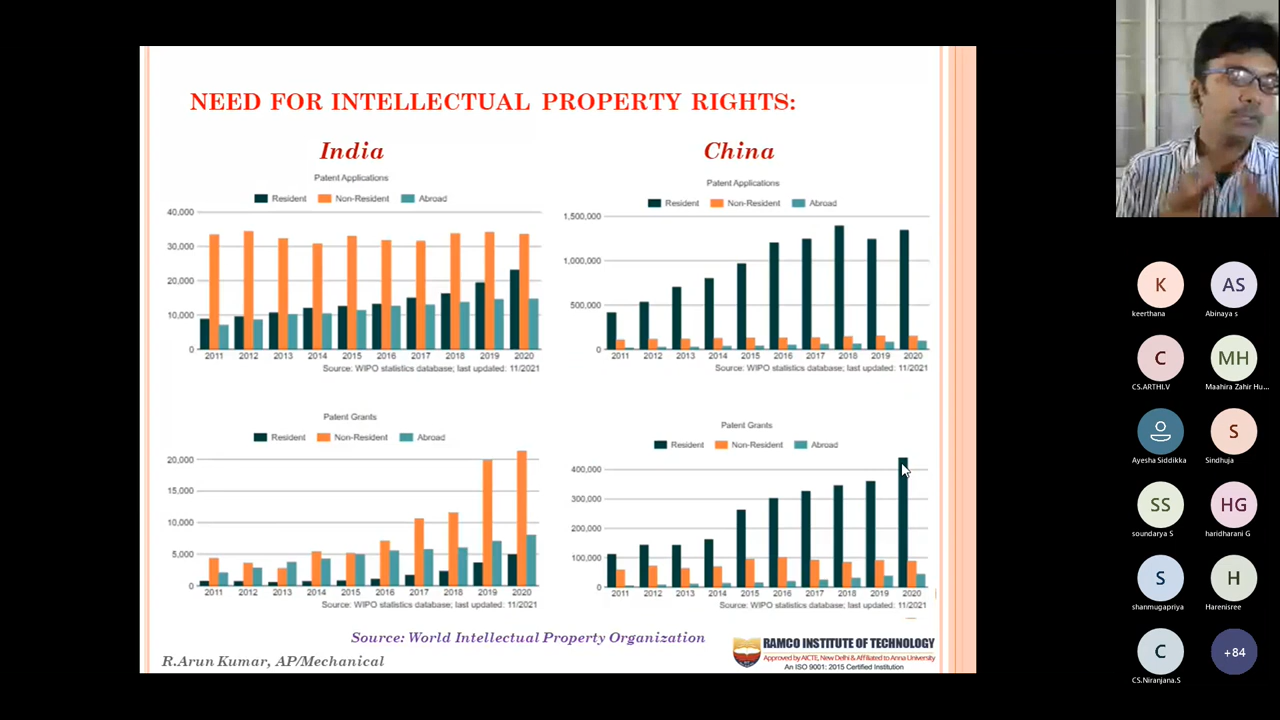 NEED FOR INTELLECTUAL PROPERTY RIGHTS:
India
Patent Applications
Resident Non-Resident Abroad
40,000
30,000
20,000
10,000
0
2011 2012 2013 2014 2015 2016 2017 2018 2019 2020
Source: WIPO statistics database; last updated: 11/2021
China
Patent Applications
Resident Non-Resident Abroad
1,500,000
1,000,000
500,000
0
2011 2012 2013 2014 2015 2016 2017 2018 2019 2020
Source: WIPO statistics database; last updated: 11/2021
Patent Grants
Resident Non-Resident Abroad
20,000
15,000
10,000
5,000
0
2011 2012 2013 2014 2015 2016 2017 2018 2019 2020
Source: WIPO statistics database; last updated: 11/2021
Patent Grants
Resident Non-Resident Abroad
400,000
300,000
200,000
100,000
0
2011 2012 2013 2014 2015 2016 2017 2018 2019 2020
Source: WIPO statistics database; last updated: 11/2021
Source: World Intellectual Property Organization
R.Arun Kumar, AP/Mechanical
RAMCO INSTITUTE OF TECHNOLOGY
Approved by AICTE, New Delhi & Affiliated to Anna University
An ISO 9001: 2015 Certified Institution
K
keerthana
AS
Abinaya s
C
CS.ARTHI.V
MH
Maahira Zahir Hu...
Ayesha Siddikka
S
Sindhuja
SS
soundarya S
HG
haridharani G
S
shanmugapriya
H
Harenisree
C
CS.Niranjana.S
+84